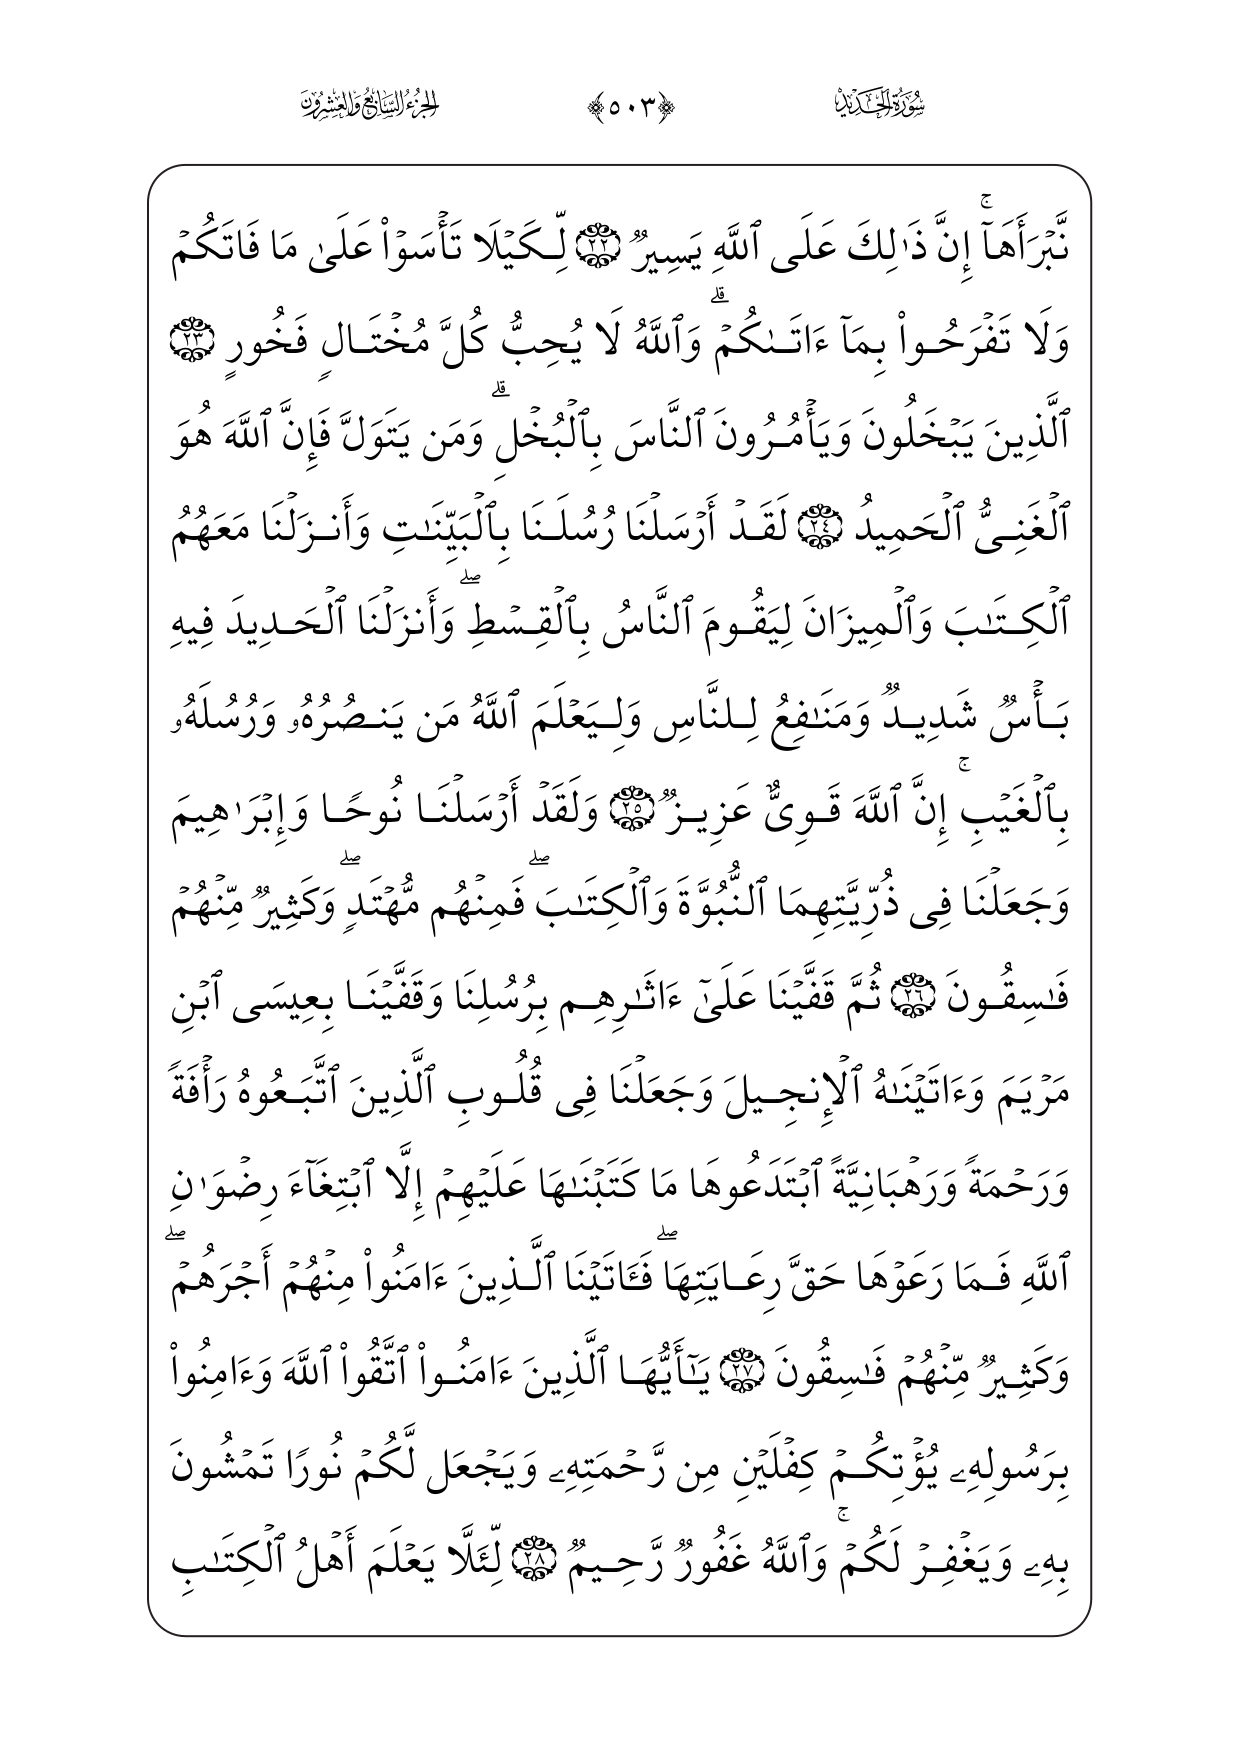 سُورَةُ الحَدِيدِ ﴿٥٠٣﴾ الجُزْءُ السَّابِعُ وَالعِشْرُونَ
نَّبۡرَأَهَآۚ إِنَّ ذَٰلِكَ عَلَى ٱللَّهِ يَسِيرٞ ٢٢ لِّكَيۡلَا تَأۡسَوۡاْ عَلَىٰ مَا فَاتَكُمۡ
وَلَا تَفۡرَحُواْ بِمَآ ءَاتَىٰكُمۡۗ وَٱللَّهُ لَا يُحِبُّ كُلَّ مُخۡتَالٖ فَخُورٍ ٢٣
ٱلَّذِينَ يَبۡخَلُونَ وَيَأۡمُرُونَ ٱلنَّاسَ بِٱلۡبُخۡلِۗ وَمَن يَتَوَلَّ فَإِنَّ ٱللَّهَ هُوَ
ٱلۡغَنِيُّ ٱلۡحَمِيدُ ٢٤ لَقَدۡ أَرۡسَلۡنَا رُسُلَنَا بِٱلۡبَيِّنَٰتِ وَأَنزَلۡنَا مَعَهُمُ
ٱلۡكِتَٰبَ وَٱلۡمِيزَانَ لِيَقُومَ ٱلنَّاسُ بِٱلۡقِسۡطِۖ وَأَنزَلۡنَا ٱلۡحَدِيدَ فِيهِ
بَأۡسٞ شَدِيدٞ وَمَنَٰفِعُ لِلنَّاسِ وَلِيَعۡلَمَ ٱللَّهُ مَن يَنصُرُهُۥ وَرُسُلَهُۥ
بِٱلۡغَيۡبِۚ إِنَّ ٱللَّهَ قَوِيٌّ عَزِيزٞ ٢٥ وَلَقَدۡ أَرۡسَلۡنَا نُوحٗا وَإِبۡرَٰهِيمَ
وَجَعَلۡنَا فِي ذُرِّيَّتِهِمَا ٱلنُّبُوَّةَ وَٱلۡكِتَٰبَۖ فَمِنۡهُم مُّهۡتَدٖۖ وَكَثِيرٞ مِّنۡهُمۡ
فَٰسِقُونَ ٢٦ ثُمَّ قَفَّيۡنَا عَلَىٰٓ ءَاثَٰرِهِم بِرُسُلِنَا وَقَفَّيۡنَا بِعِيسَى ٱبۡنِ
مَرۡيَمَ وَءَاتَيۡنَٰهُ ٱلۡإِنجِيلَ وَجَعَلۡنَا فِي قُلُوبِ ٱلَّذِينَ ٱتَّبَعُوهُ رَأۡفَةٗ
وَرَحۡمَةٗ وَرَهۡبَانِيَّةً ٱبۡتَدَعُوهَا مَا كَتَبۡنَٰهَا عَلَيۡهِمۡ إِلَّا ٱبۡتِغَآءَ رِضۡوَٰنِ
ٱللَّهِ فَمَا رَعَوۡهَا حَقَّ رِعَايَتِهَاۖ فَـَٔاتَيۡنَا ٱلَّذِينَ ءَامَنُواْ مِنۡهُمۡ أَجۡرَهُمۡۖ
وَكَثِيرٞ مِّنۡهُمۡ فَٰسِقُونَ ٢٧ يَٰٓأَيُّهَا ٱلَّذِينَ ءَامَنُواْ ٱتَّقُواْ ٱللَّهَ وَءَامِنُواْ
بِرَسُولِهِۦ يُؤۡتِكُمۡ كِفۡلَيۡنِ مِن رَّحۡمَتِهِۦ وَيَجۡعَل لَّكُمۡ نُورٗا تَمۡشُونَ
بِهِۦ وَيَغۡفِرۡ لَكُمۡۚ وَٱللَّهُ غَفُورٞ رَّحِيمٞ ٢٨ لِّئَلَّا يَعۡلَمَ أَهۡلُ ٱلۡكِتَٰبِ